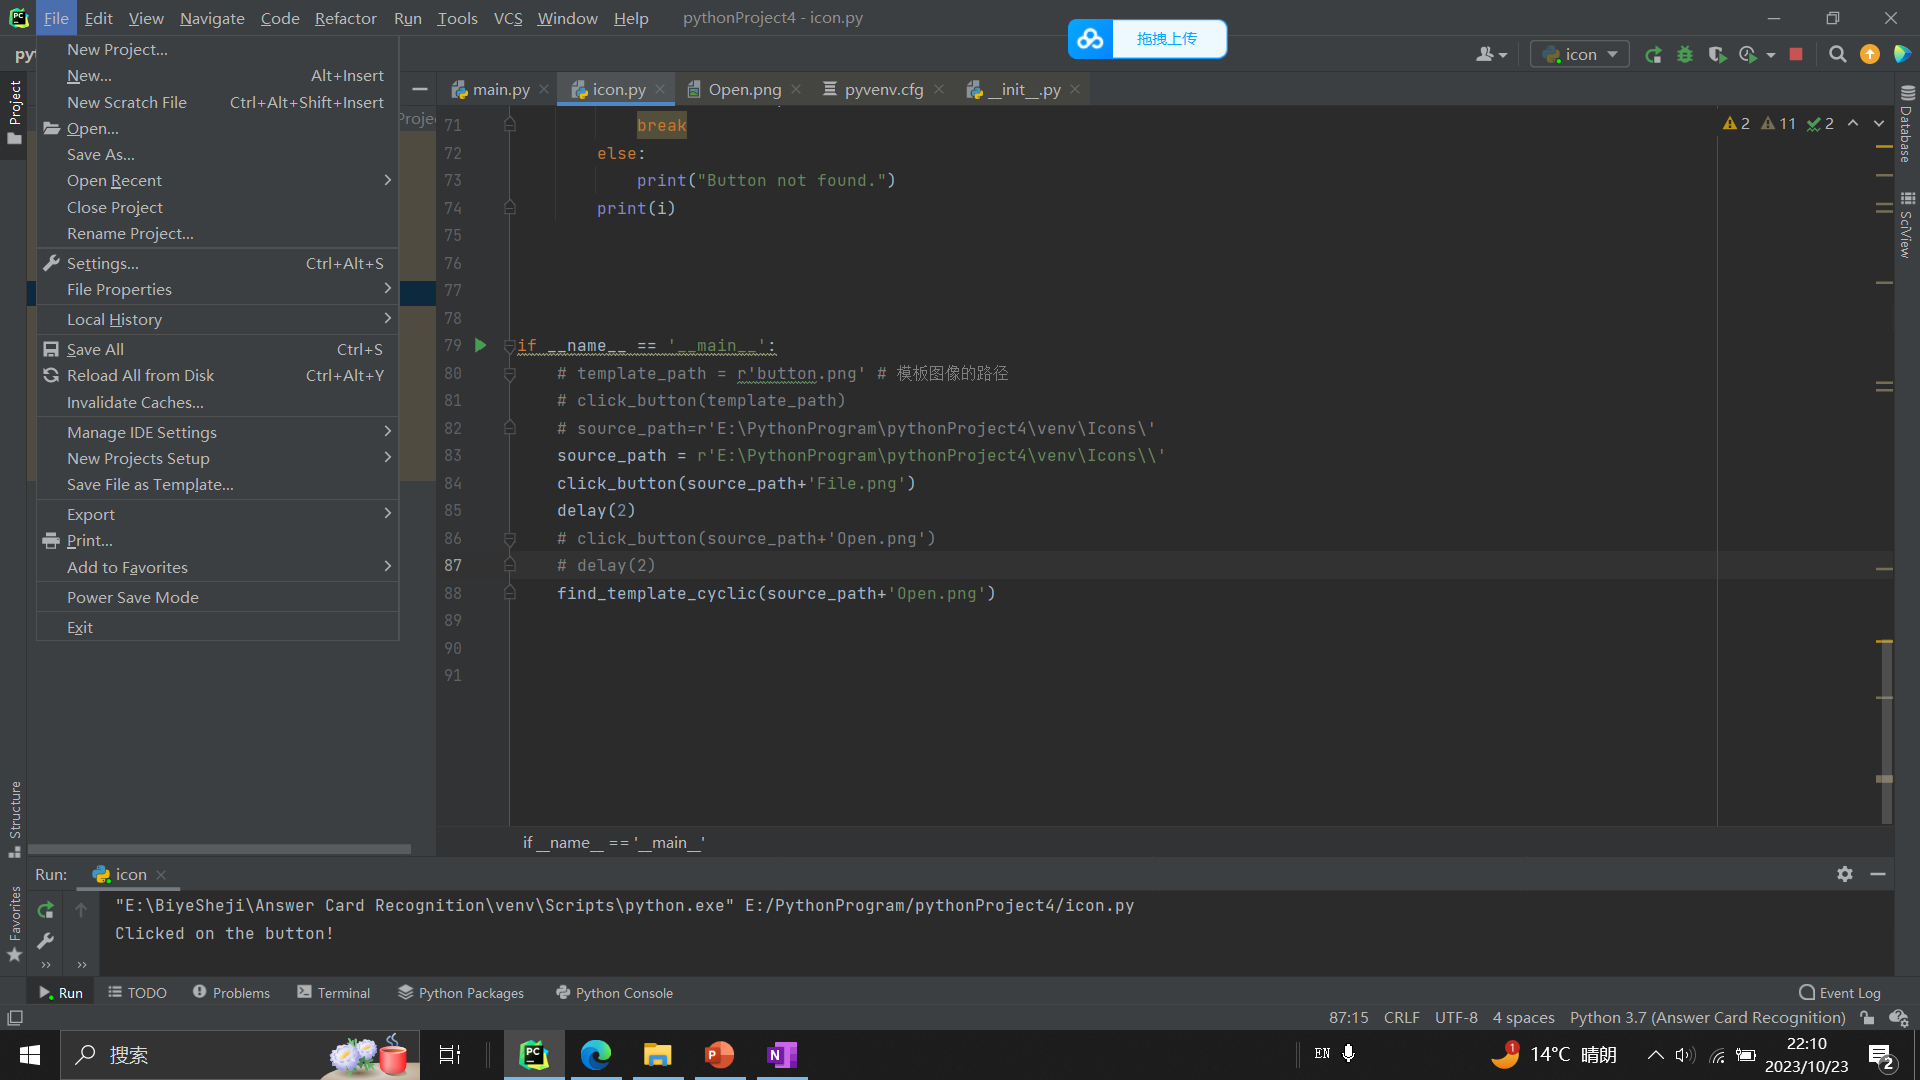 File Edit View Navigate Code Refactor Run Tools VCS Window Help pythonProject4 - icon.py
拖拽上传
icon
New Project...
New... Alt+Insert
New Scratch File Ctrl+Alt+Shift+Insert
Open...
Save As...
Open Recent
Close Project
Rename Project...
Settings... Ctrl+Alt+S
File Properties
Local History
Save All Ctrl+S
Reload All from Disk Ctrl+Alt+Y
Invalidate Caches...
Manage IDE Settings
New Projects Setup
Save File as Template...
Export
Print...
Add to Favorites
Power Save Mode
Exit
Project
Structure
Favorites
main.py icon.py Open.png pyvenv.cfg __init__.py
2 11 2
Database
SciView
71 break
72 else:
73 print("Button not found.")
74 print(i)
75
76
77
78
79 if __name__ == '__main__':
80 # template_path = r'button.png' # 模板图像的路径
81 # click_button(template_path)
82 # source_path=r'E:\PythonProgram\pythonProject4\venv\Icons\'
83 source_path = r'E:\PythonProgram\pythonProject4\venv\Icons\\'
84 click_button(source_path+'File.png')
85 delay(2)
86 # click_button(source_path+'Open.png')
87 # delay(2)
88 find_template_cyclic(source_path+'Open.png')
89
90
91
if __name__ == '__main__'
Run: icon
"E:\BiyeSheji\Answer Card Recognition\venv\Scripts\python.exe" E:/PythonProgram/pythonProject4/icon.py
Clicked on the button!
Run TODO Problems Terminal Python Packages Python Console Event Log
87:15 CRLF UTF-8 4 spaces Python 3.7 (Answer Card Recognition)
搜索
EN
1
14°C 晴朗
22:10
2023/10/23
2